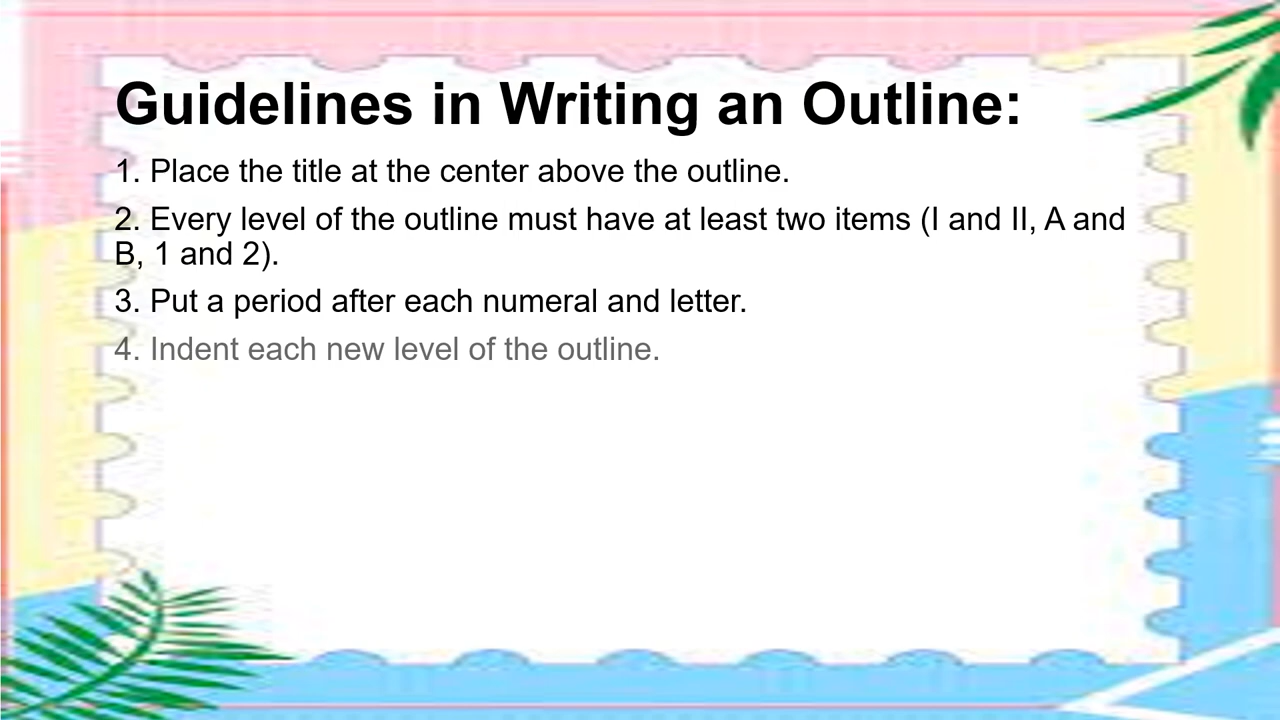 Guidelines in Writing an Outline:
1. Place the title at the center above the outline.
2. Every level of the outline must have at least two items (I and II, A and
B, 1 and 2).
3. Put a period after each numeral and letter.
4. Indent each new level of the outline.